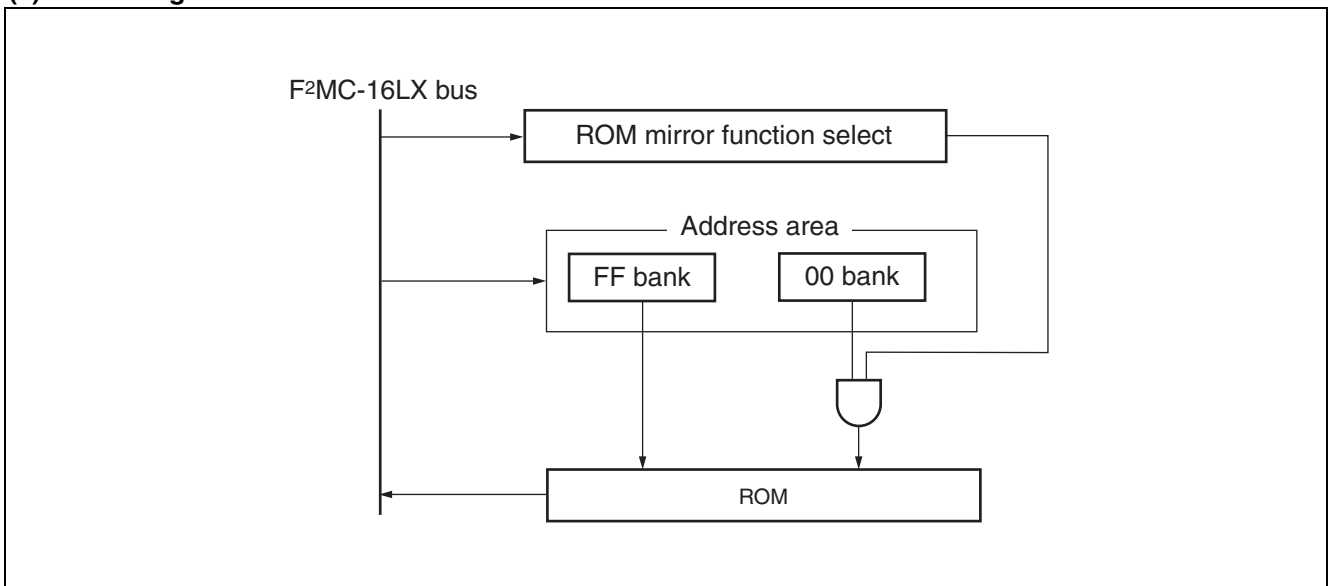 F2MC-16LX bus
ROM mirror function select
Address area
FF bank
00 bank
ROM